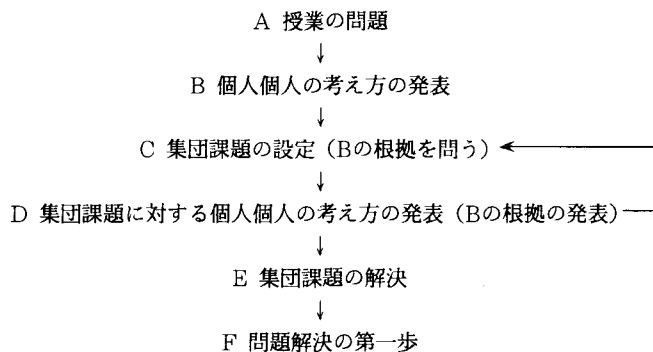 A 授業の問題
↓
B 個人個人の考え方の発表
↓
C 集団課題の設定（Bの根拠を問う）
↓
D 集団課題に対する個人個人の考え方の発表（Bの根拠の発表）
↓
E 集団課題の解決
↓
F 問題解決の第一歩